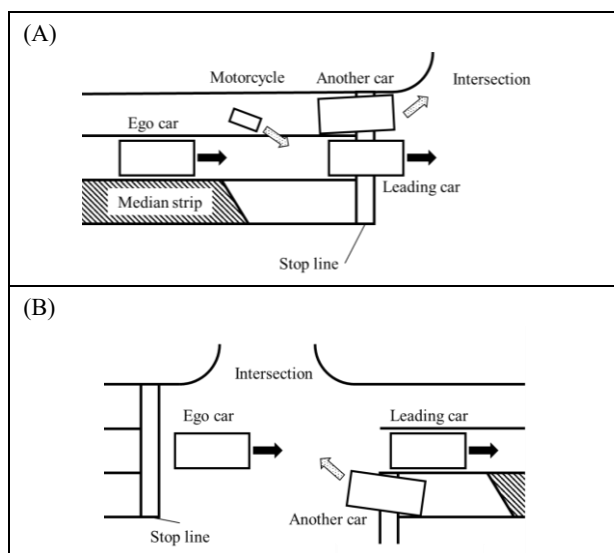 (A)
Motorcycle
Another car
Intersection
Ego car
Leading car
Median strip
Stop line
(B)
Intersection
Ego car
Leading car
Another car
Stop line